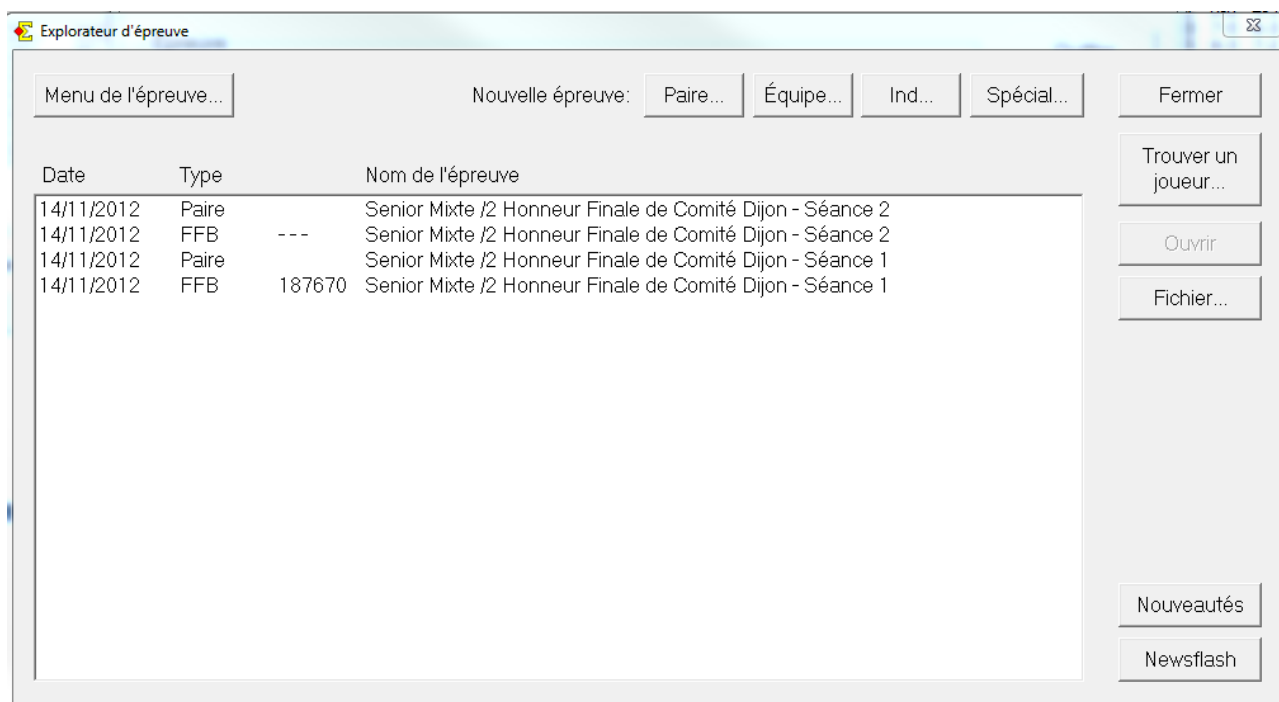 Explorateur d'épreuve
Menu de l'épreuve... Nouvelle épreuve: Paire... Équipe... Ind... Spécial... Fermer
Trouver un joueur...
Date Type Nom de l'épreuve
14/11/2012 Paire Senior Mixte /2 Honneur Finale de Comité Dijon - Séance 2
14/11/2012 FFB --- Senior Mixte /2 Honneur Finale de Comité Dijon - Séance 2
14/11/2012 Paire Senior Mixte /2 Honneur Finale de Comité Dijon - Séance 1
14/11/2012 FFB 187670 Senior Mixte /2 Honneur Finale de Comité Dijon - Séance 1
Ouvrir
Fichier...
Nouveautés
Newsflash